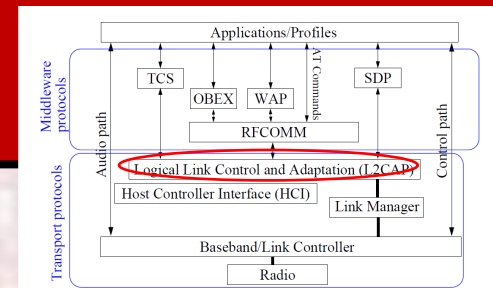 Applications/Profiles
Middleware
protocols
Audio path
TCS
OBEX
WAP
AT Commands
SDP
Control path
RFCOMM
Transport protocols
Logical Link Control and Adaptation (L2CAP)
Host Controller Interface (HCI)
Link Manager
Baseband/Link Controller
Radio